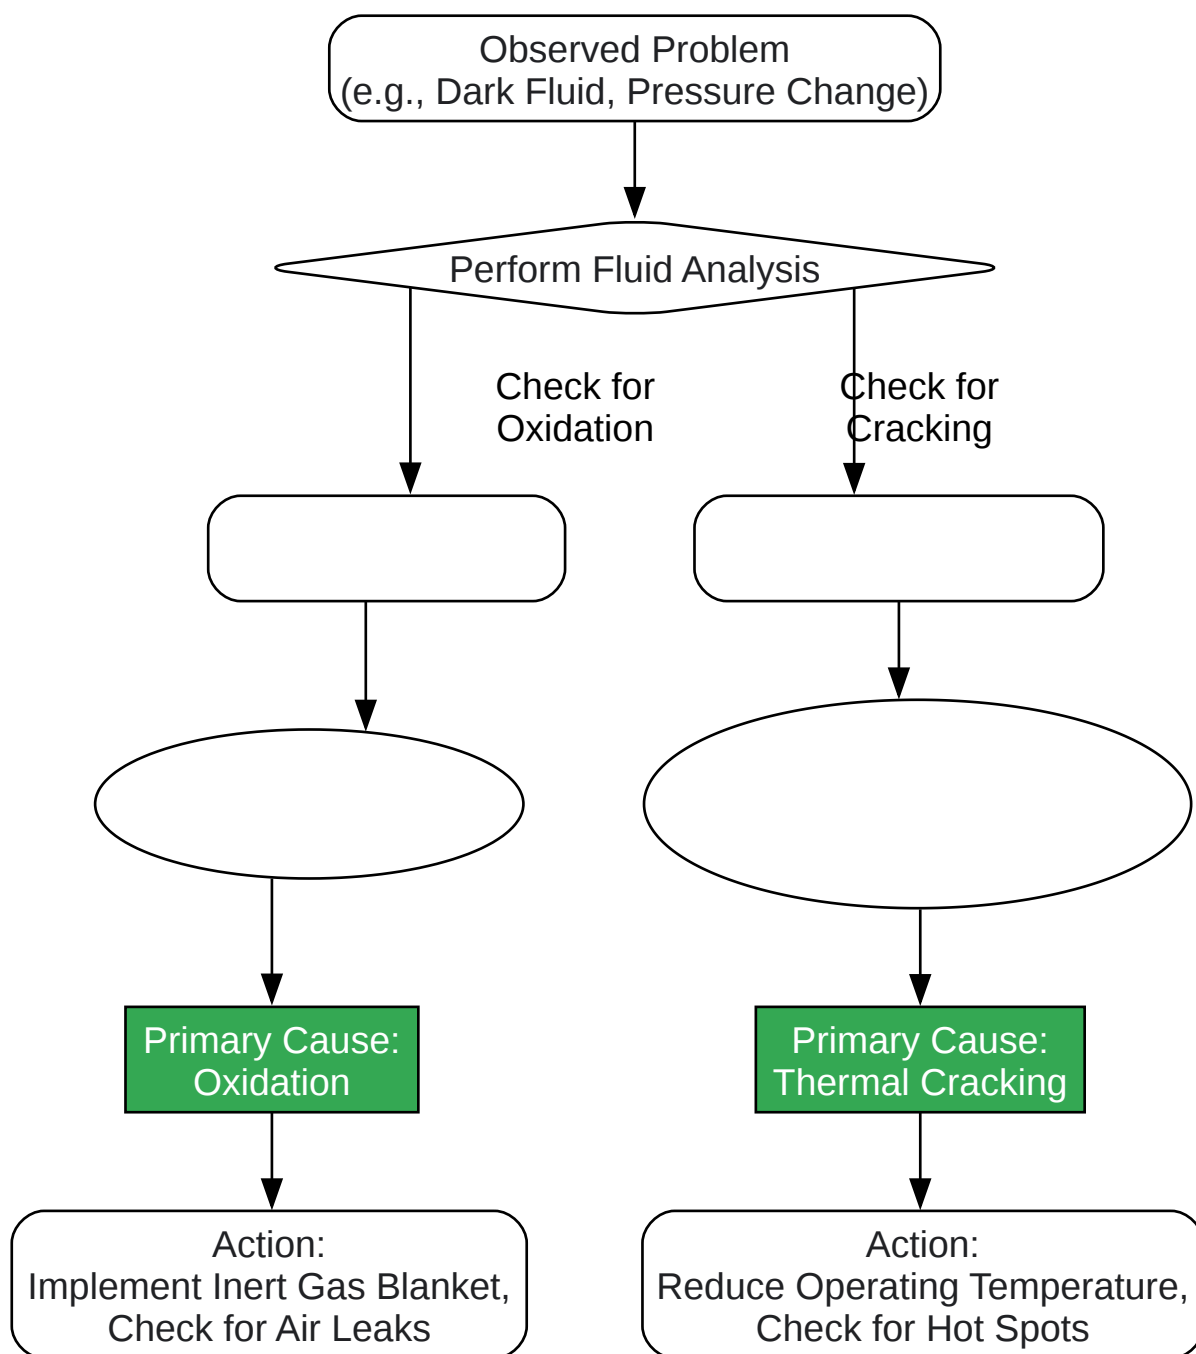 Observed Problem
(e.g., Dark Fluid, Pressure Change)
Perform Fluid Analysis
Check for
Oxidation
Check for
Cracking
Primary Cause:
Oxidation
Primary Cause:
Thermal Cracking
Action:
Implement Inert Gas Blanket,
Check for Air Leaks
Action:
Reduce Operating Temperature,
Check for Hot Spots